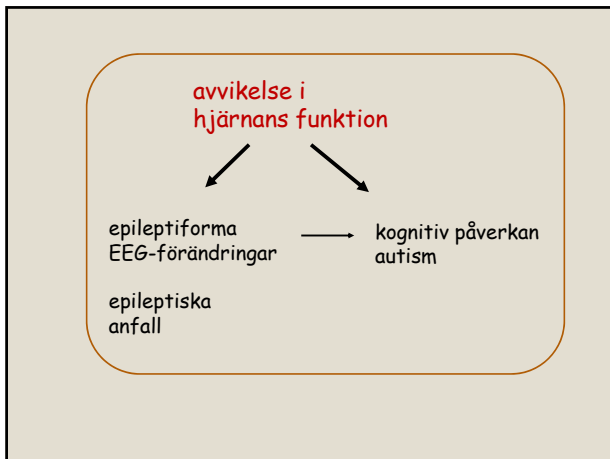 avvikelse i
hjärnans funktion
epileptiforma
EEG-förändringar
epileptiska
anfall
kognitiv påverkan
autism